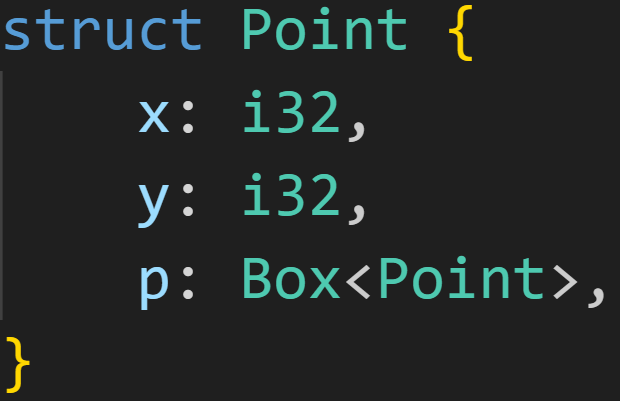 struct Point {
    x: i32,
    y: i32,
    p: Box<Point>,
}